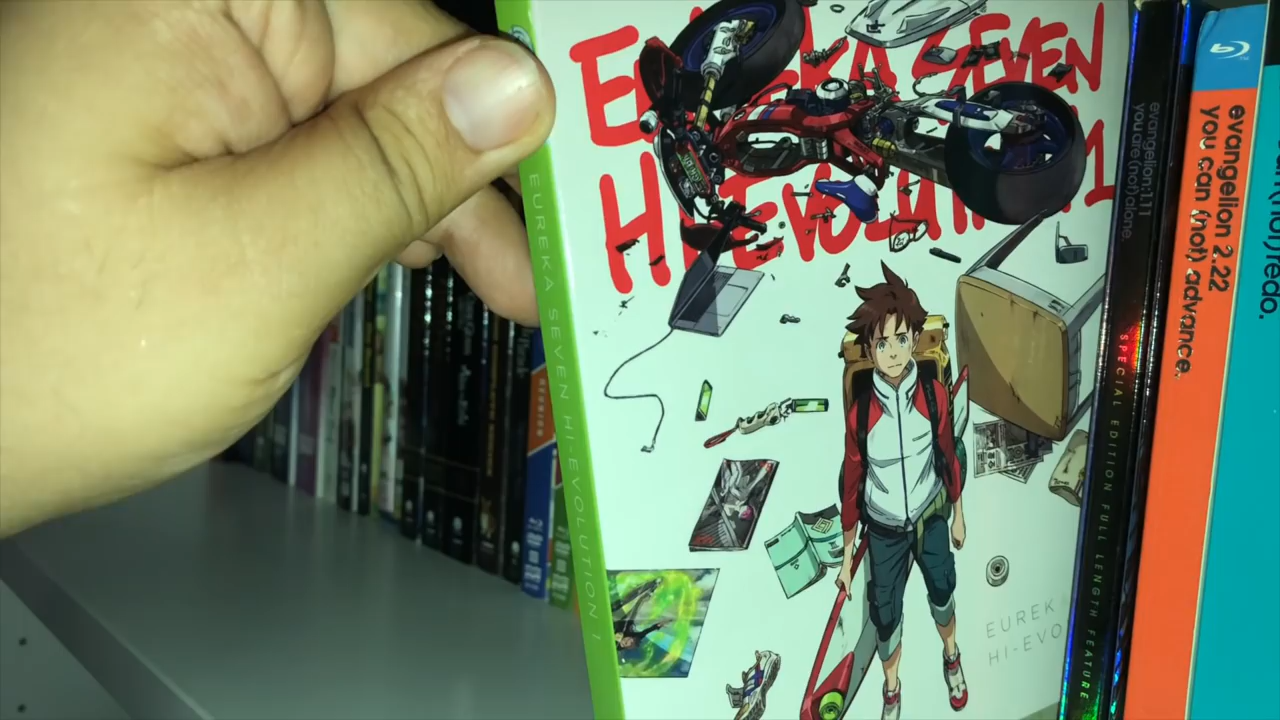 EUREKA SEVEN
HI-EVOLUTION 1
EUREKA SEVEN HI-EVOLUTION 1
EUREK
HI-EVO
evangelion:1.11
you are (not) alone.
SPECIAL EDITION FULL LENGTH FEATURE
evangelion 2.22
you can (not) advance.
(not) redo.